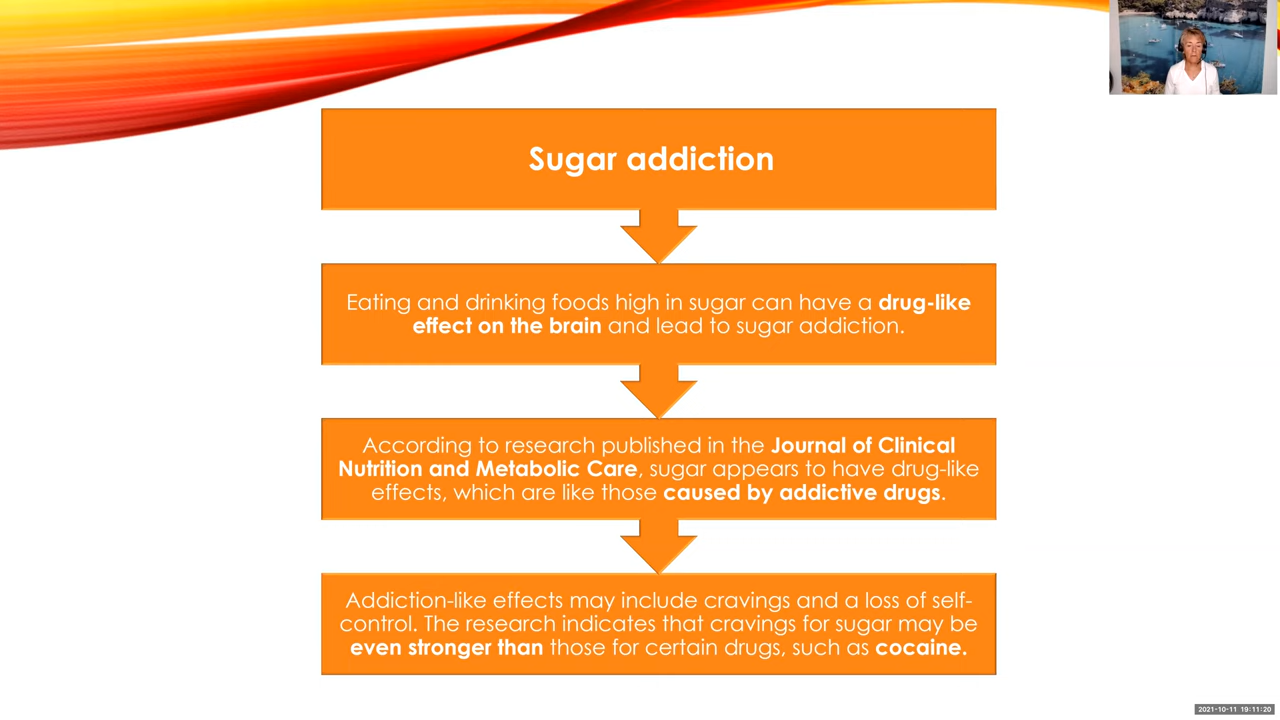 Sugar addiction
Eating and drinking foods high in sugar can have a drug-like
effect on the brain and lead to sugar addiction.
According to research published in the Journal of Clinical
Nutrition and Metabolic Care, sugar appears to have drug-like
effects, which are like those caused by addictive drugs.
Addiction-like effects may include cravings and a loss of self-
control. The research indicates that cravings for sugar may be
even stronger than those for certain drugs, such as cocaine.
2021-10-11 19:11:20